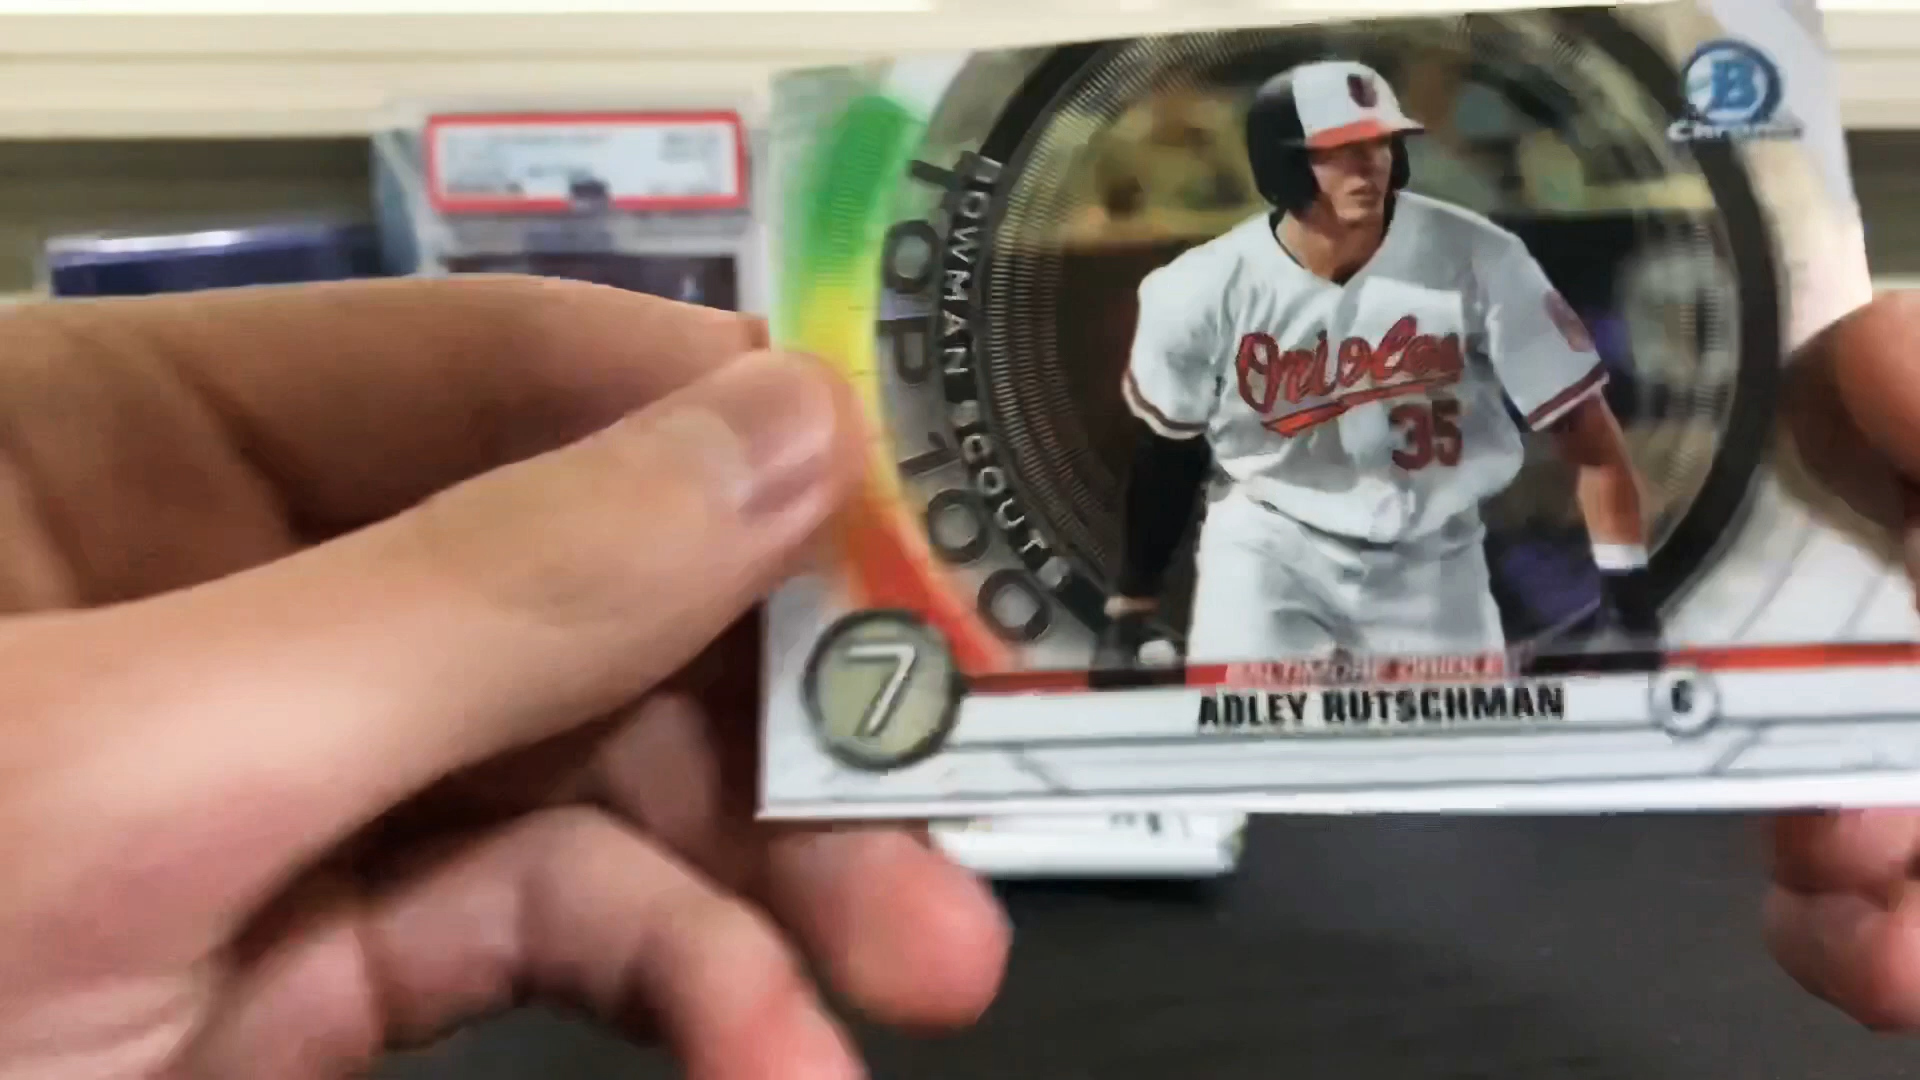 B
Chrome
TOP 100
BOWMAN SCOUTS
Orioles
35
7
ADLEY RUTSCHMAN
C